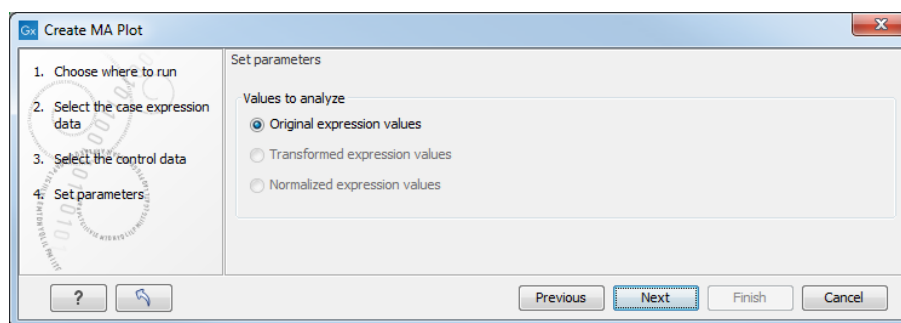 Gx Create MA Plot
1. Choose where to run
2. Select the case expression
data
3. Select the control data
4. Set parameters
Set parameters
Values to analyze
Original expression values
Transformed expression values
Normalized expression values
?
Previous
Next
Finish
Cancel